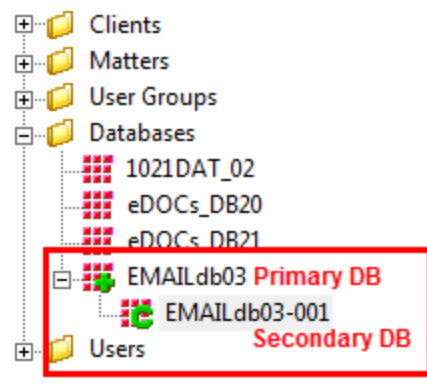 Clients
Matters
User Groups
Databases
1021DAT_02
eDOCs_DB20
eDOCs_DB21
EMAILdb03 Primary DB
EMAILdb03-001
Secondary DB
Users